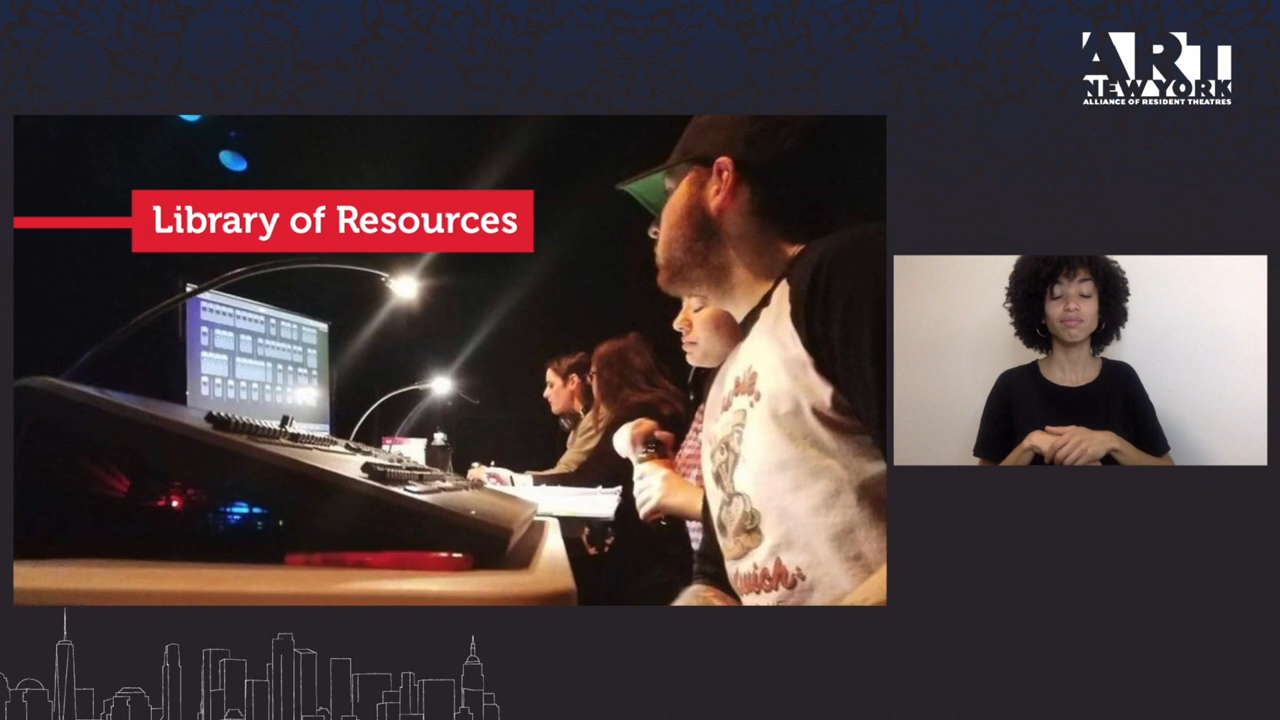 ART
NEW YORK
ALLIANCE OF RESIDENT THEATRES
Library of Resources